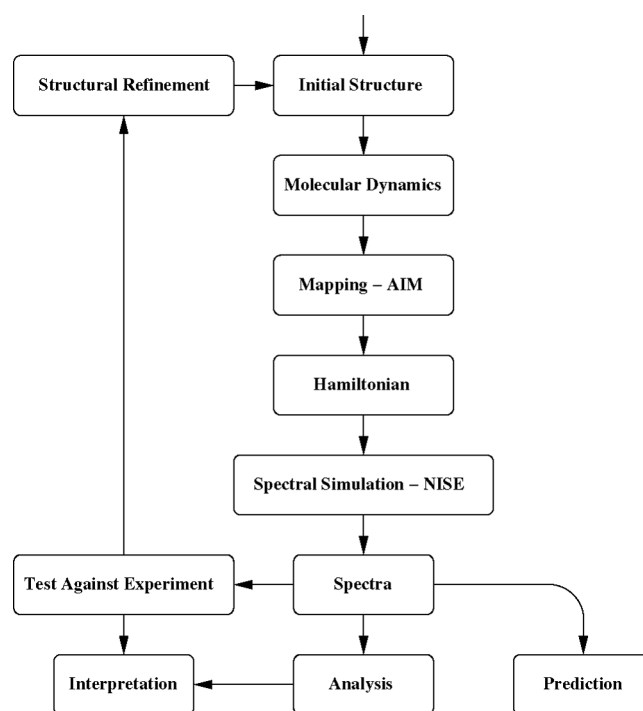 Structural Refinement
Initial Structure
Molecular Dynamics
Mapping – AIM
Hamiltonian
Spectral Simulation – NISE
Test Against Experiment
Spectra
Interpretation
Analysis
Prediction